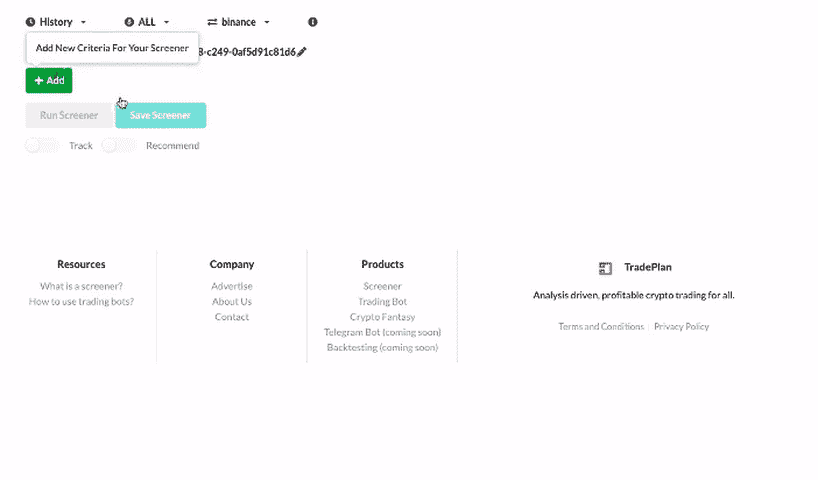 History ALL binance
Add New Criteria For Your Screener
8-c249-0af5d91c81d6
+ Add
Run Screener Save Screener
Track Recommend
Resources
What is a screener?
How to use trading bots?
Company
Advertise
About Us
Contact
Products
Screener
Trading Bot
Crypto Fantasy
Telegram Bot (coming soon)
Backtesting (coming soon)
TradePlan
Analysis driven, profitable crypto trading for all.
Terms and Conditions | Privacy Policy